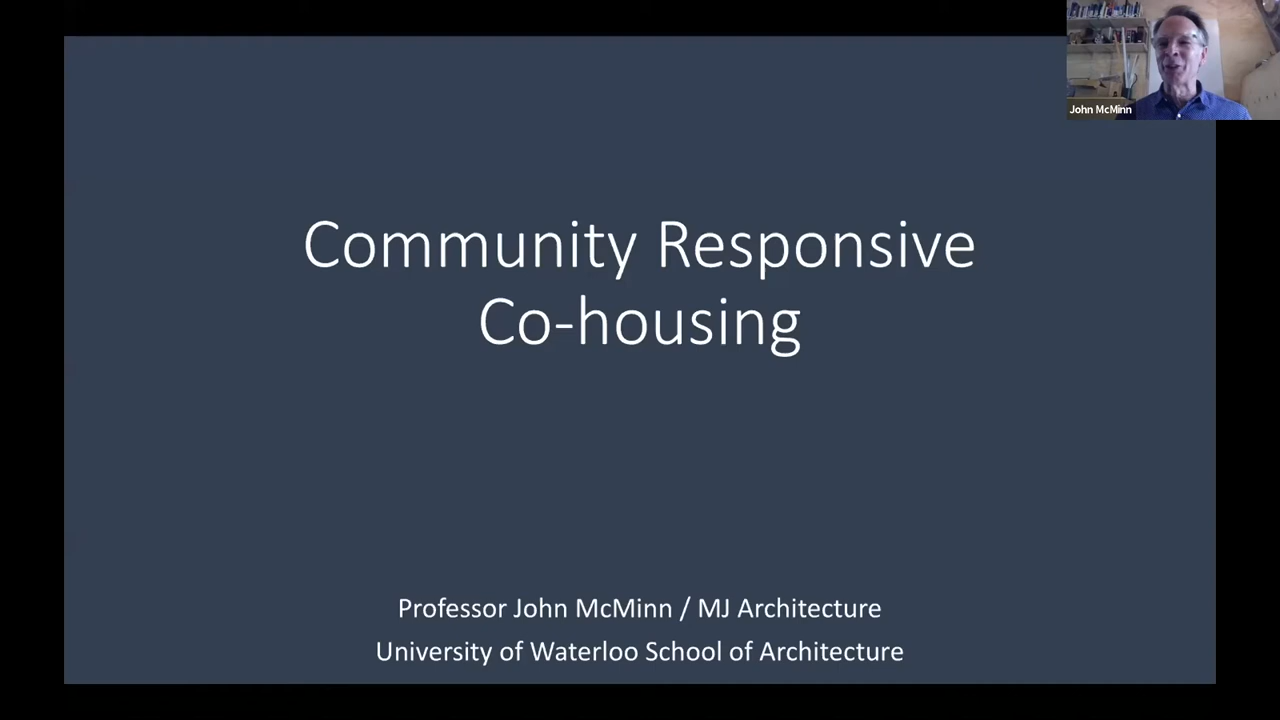 John McMinn
Community Responsive
Co-housing
Professor John McMinn / MJ Architecture
University of Waterloo School of Architecture